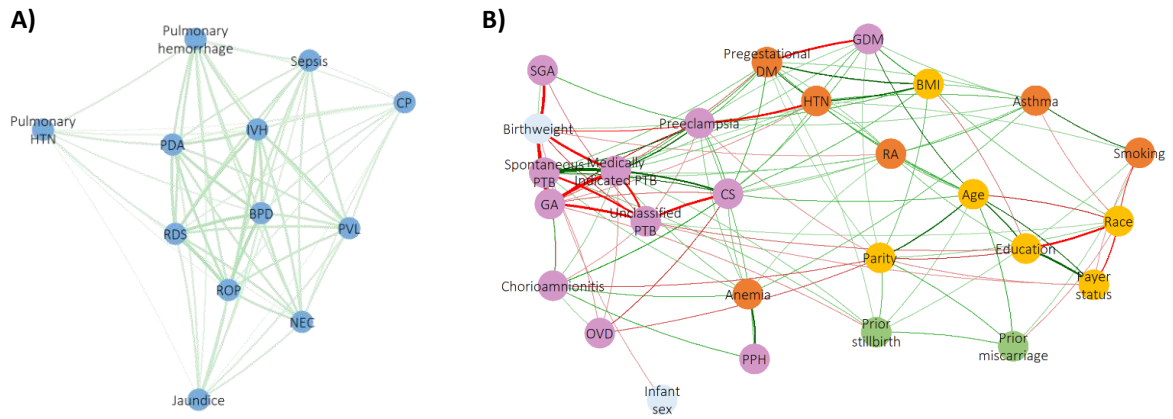 A)
Pulmonary
hemorrhage
Sepsis
CP
Pulmonary
HTN
PDA
IVH
BPD
RDS
PVL
ROP
NEC
Jaundice
B)
GDM
Pregestational
DM
SGA
BMI
HTN
Asthma
Birthweight
Preeclampsia
Smoking
RA
Spontaneous
PTB
Medically
Indicated PTB
CS
Age
GA
Unclassified
PTB
Race
Education
Parity
Payer
status
Chorioamnionitis
Anemia
OVD
Prior
stillbirth
Prior
miscarriage
PPH
Infant
sex